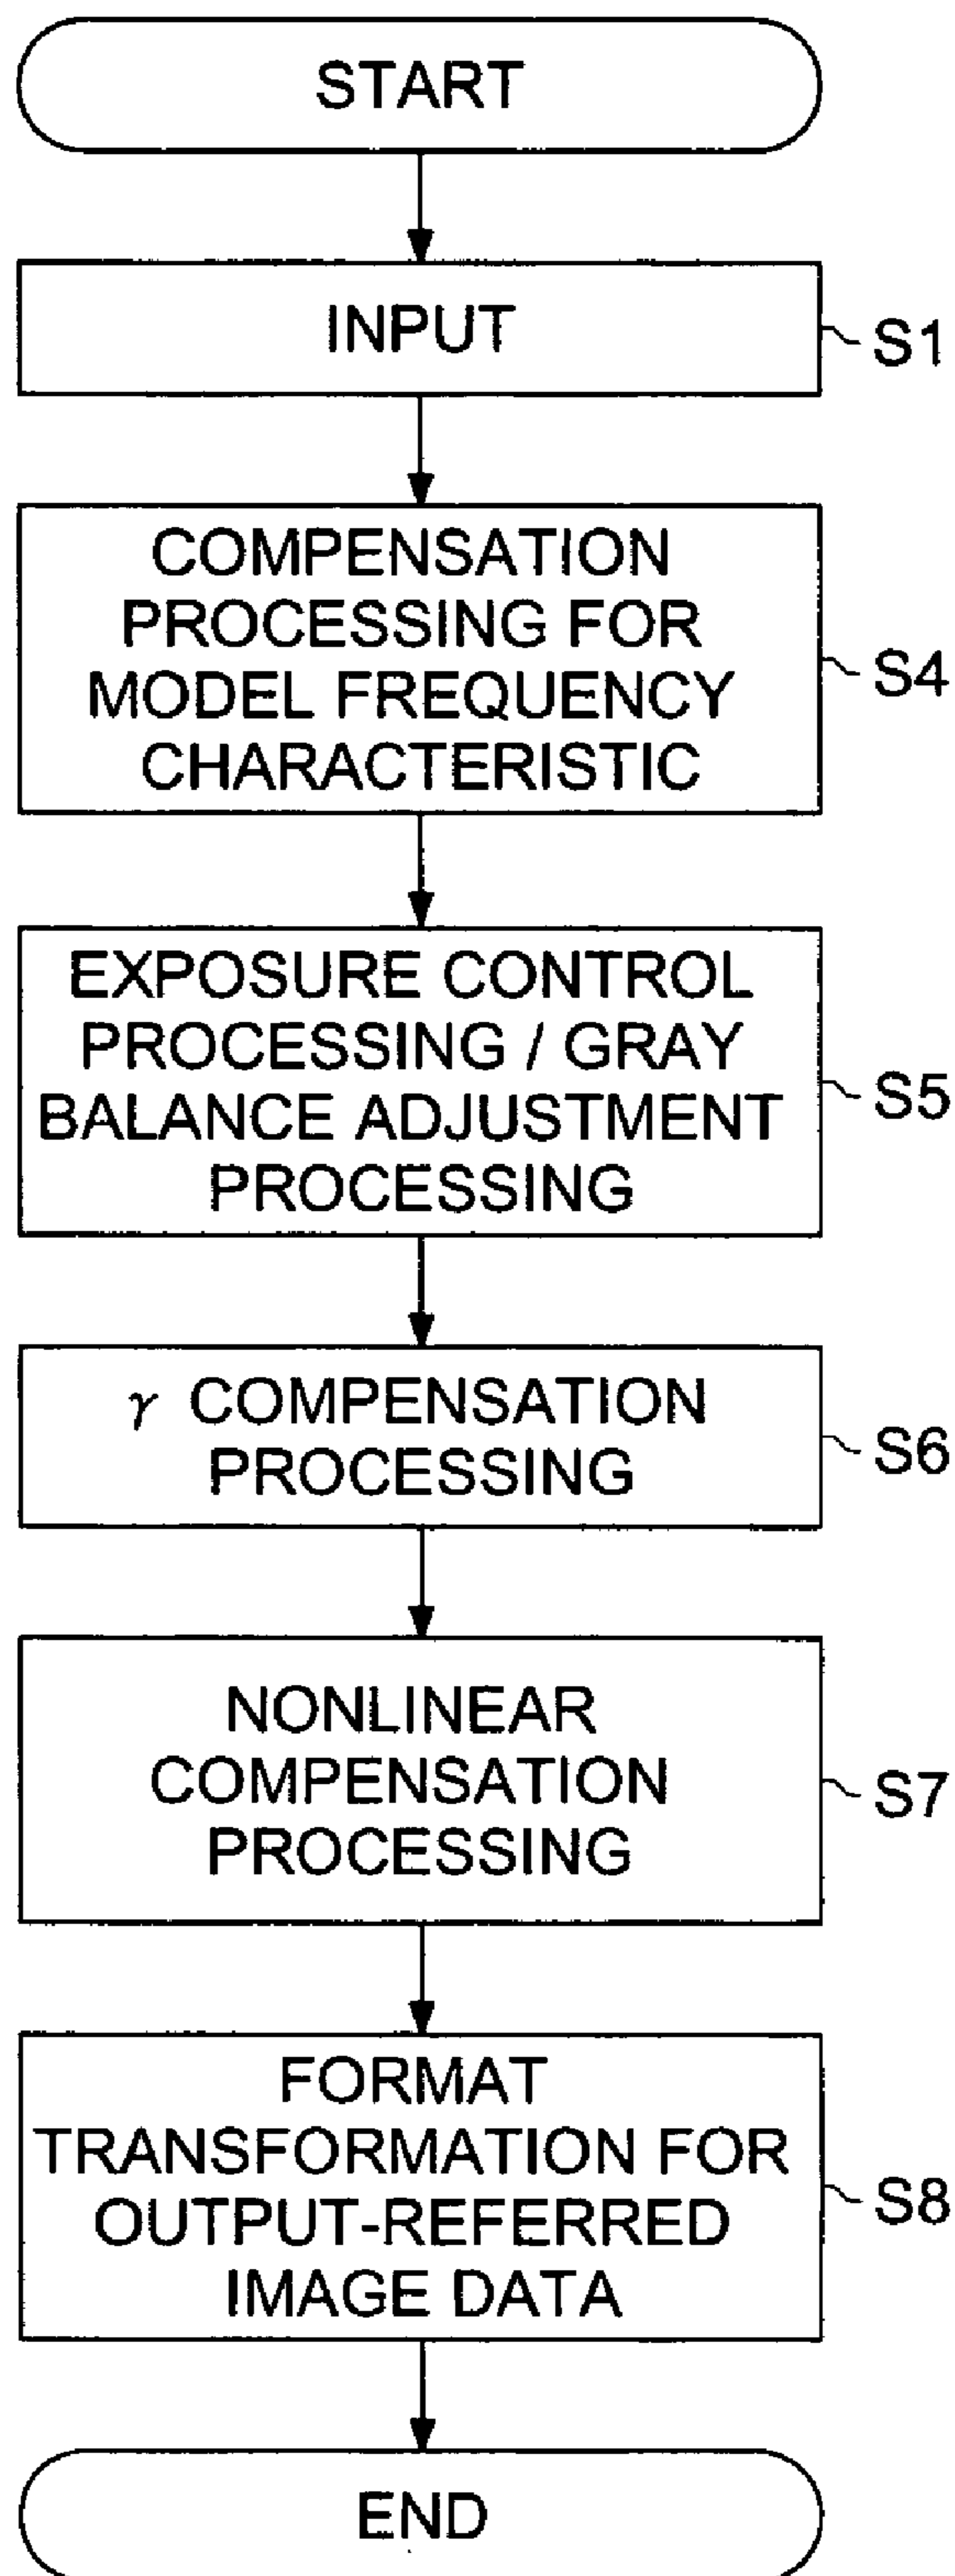 START
INPUT
S1
COMPENSATION
PROCESSING FOR
MODEL FREQUENCY
CHARACTERISTIC
S4
EXPOSURE CONTROL
PROCESSING / GRAY
BALANCE ADJUSTMENT
PROCESSING
S5
γ COMPENSATION
PROCESSING
S6
NONLINEAR
COMPENSATION
PROCESSING
S7
FORMAT
TRANSFORMATION FOR
OUTPUT-REFERRED
IMAGE DATA
S8
END